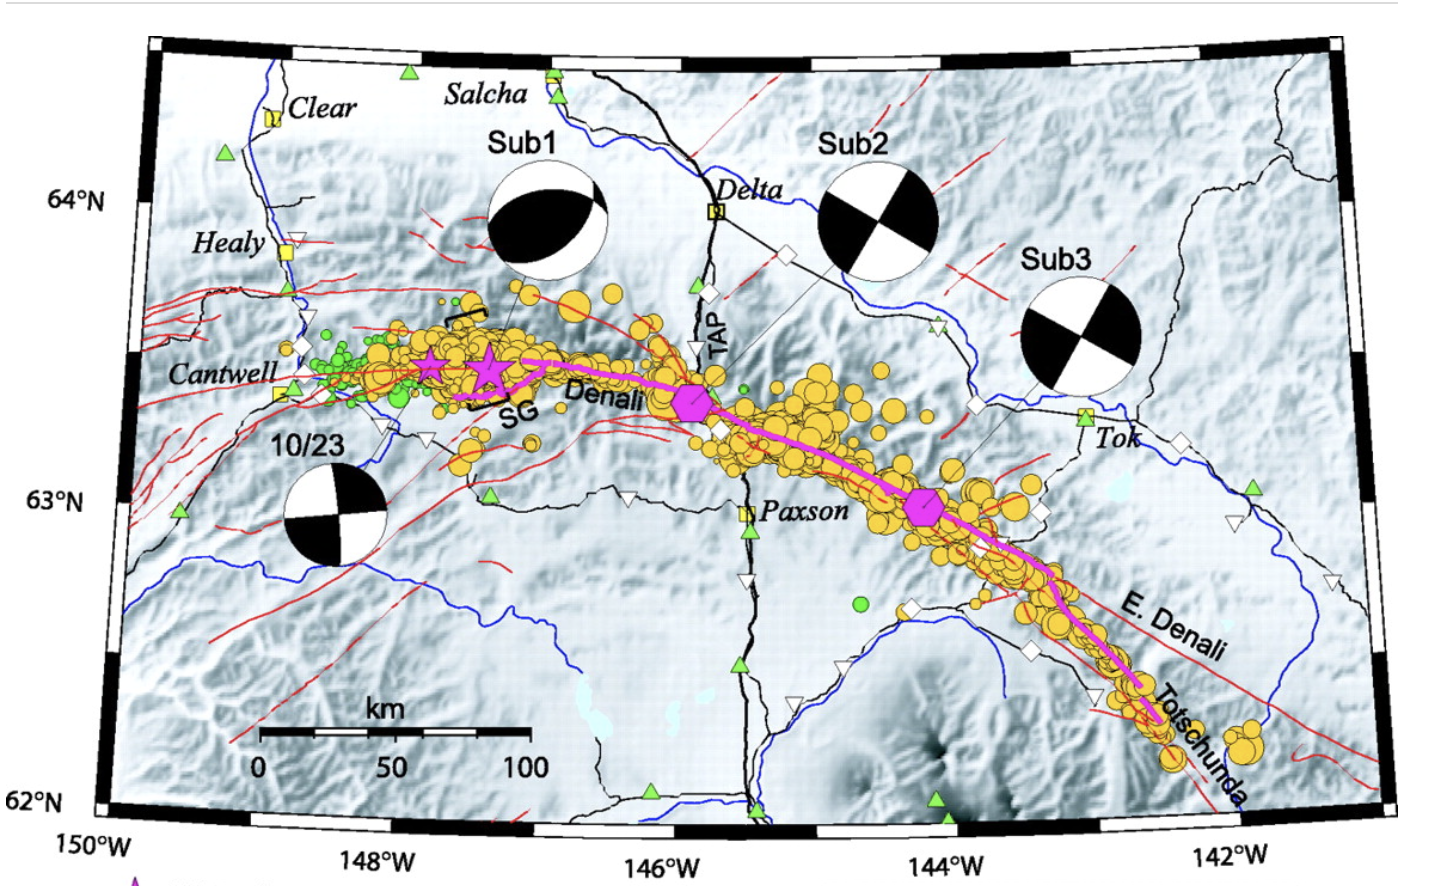 Clear
Salcha
Sub1
Sub2
64°N
Delta
Healy
Sub3
TAP
Cantwell
Denali
SG
10/23
Tok
63°N
Paxson
E. Denali
km
0 50 100
Totschunda
62°N
150°W
148°W
146°W
144°W
142°W